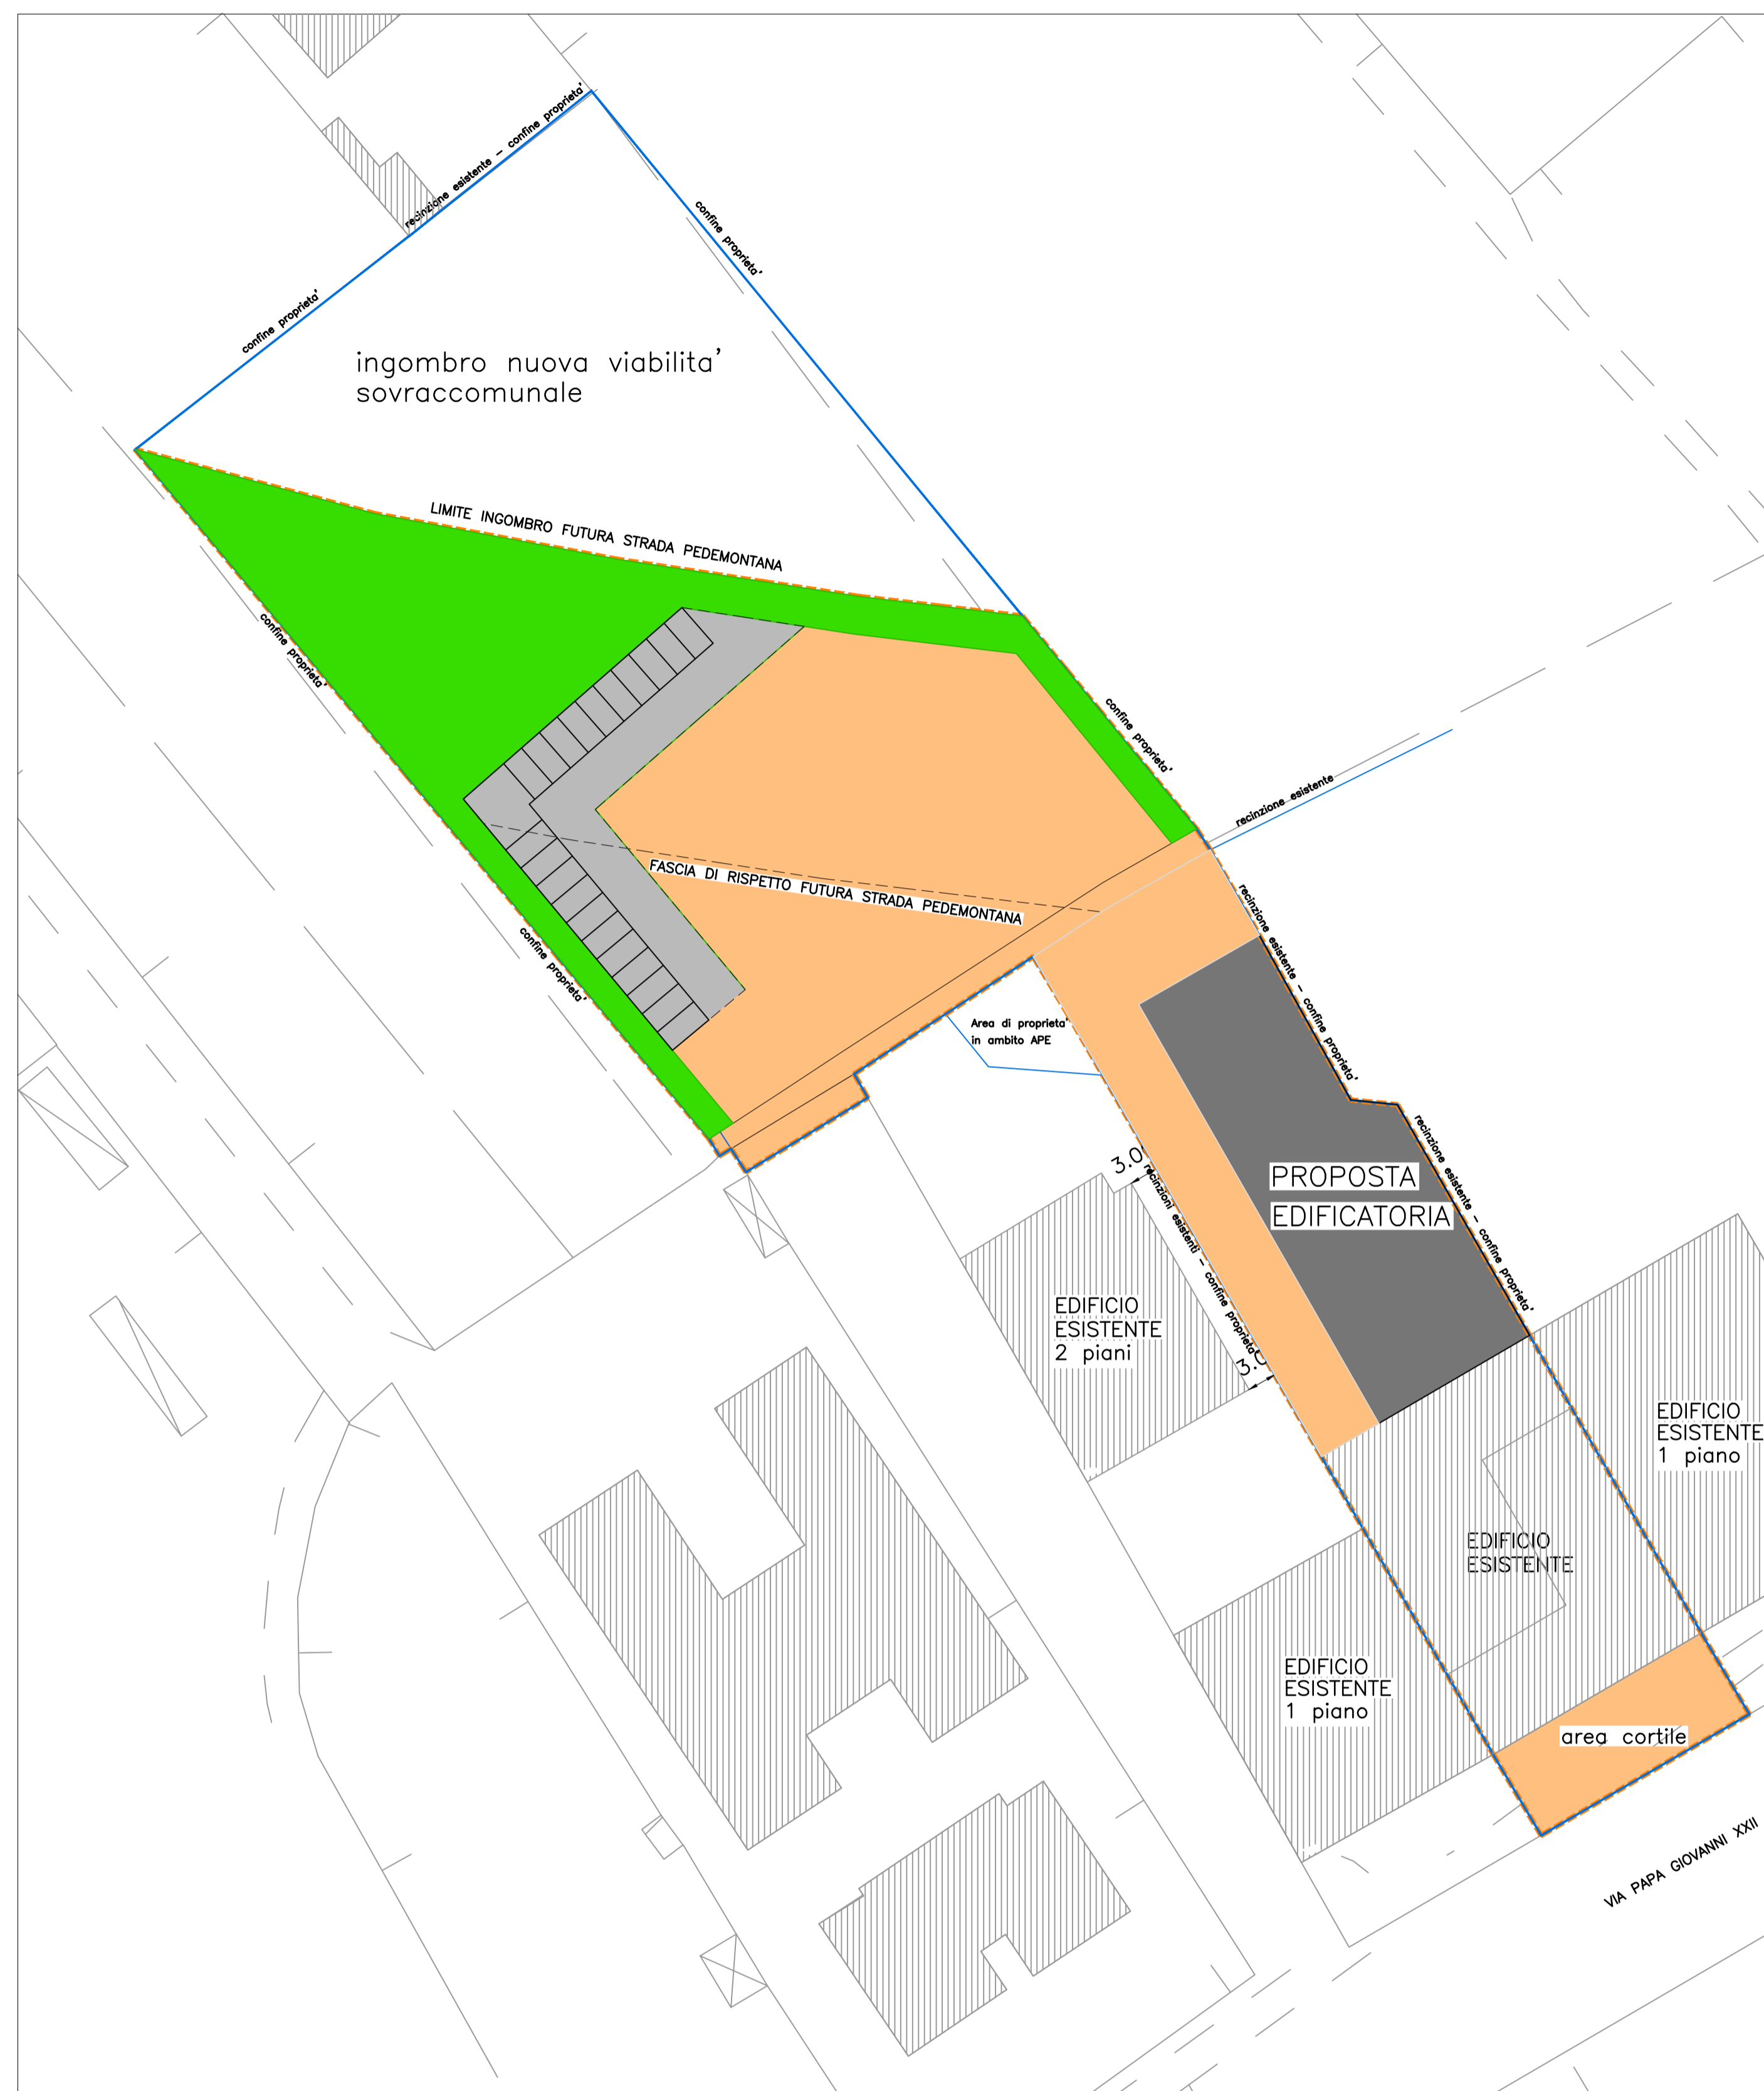 recinzione esistente - confine proprieta'
confine proprieta'
confine proprieta'
ingombro nuova viabilita'
sovraccomunale
LIMITE INGOMBRO FUTURA STRADA PEDEMONTANA
confine proprieta'
confine proprieta'
recinzione esistente
FASCIA DI RISPETTO FUTURA STRADA PEDEMONTANA
confine proprieta'
recinzione esistente - confine proprieta'
Area di proprieta'
in ambito APE
3.0
recinzioni esistenti - confine proprieta'
recinzione esistente - confine proprieta'
PROPOSTA
EDIFICATORIA
EDIFICIO
ESISTENTE
2 piani
3.0
EDIFICIO
ESISTENTE
1 piano
EDIFICIO
ESISTENTE
EDIFICIO
ESISTENTE
1 piano
area cortile
VIA PAPA GIOVANNI XXII